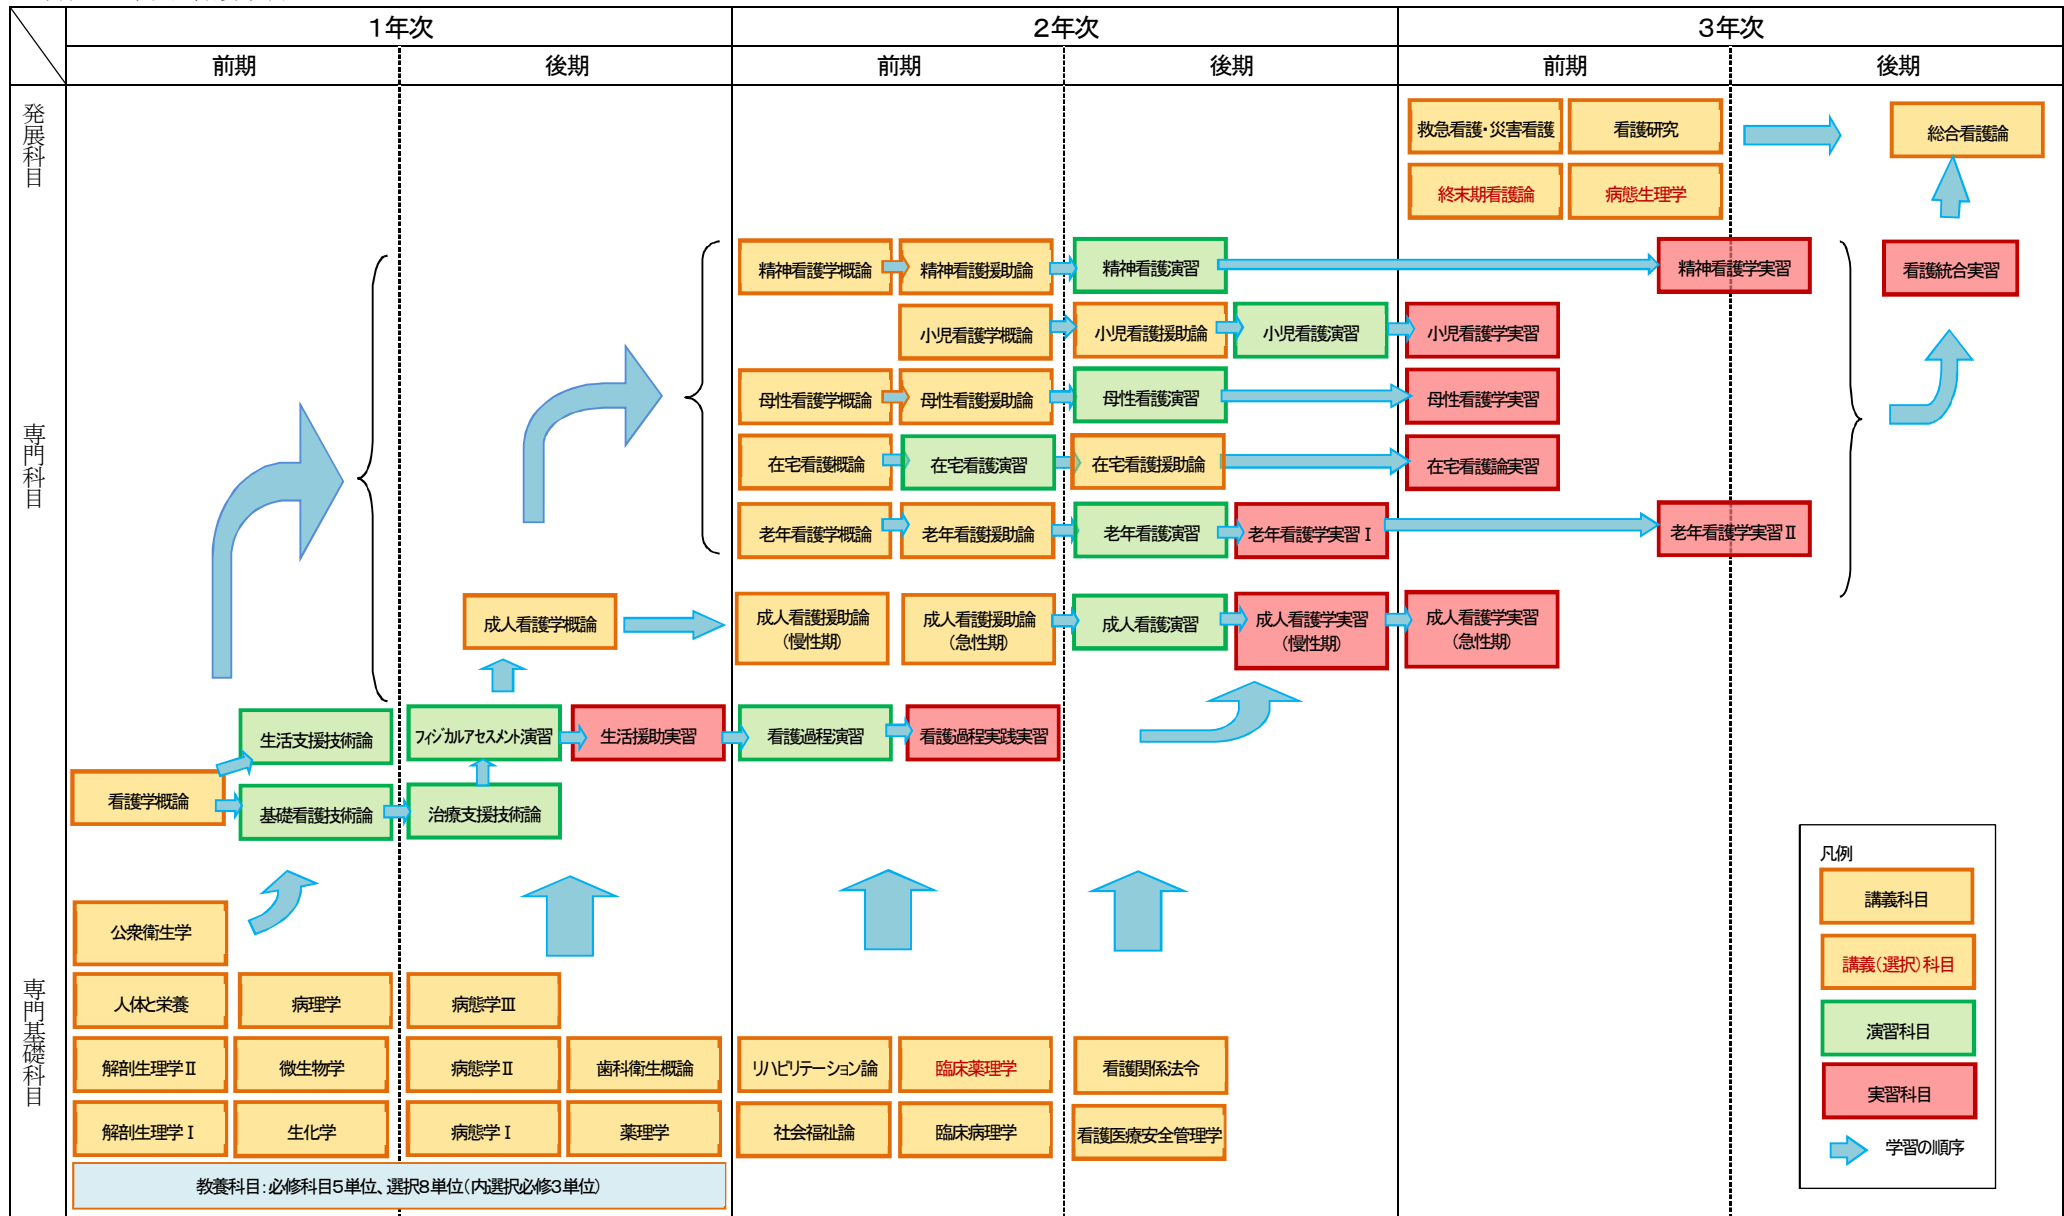 1年次
2年次
3年次
前期
後期
前期
後期
前期
後期
発展科目
救急看護・災害看護
看護研究
総合看護論
終末期看護論
病態生理学
専門科目
精神看護学概論
精神看護援助論
精神看護演習
精神看護学実習
看護統合実習
小児看護学概論
小児看護援助論
小児看護演習
小児看護学実習
母性看護学概論
母性看護援助論
母性看護演習
母性看護学実習
在宅看護概論
在宅看護演習
在宅看護援助論
在宅看護論実習
老年看護学概論
老年看護援助論
老年看護演習
老年看護学実習Ⅰ
老年看護学実習Ⅱ
成人看護学概論
成人看護援助論
(慢性期)
成人看護援助論
(急性期)
成人看護演習
成人看護学実習
(慢性期)
成人看護学実習
(急性期)
生活支援技術論
フィジカルアセスメント演習
生活援助実習
看護過程演習
看護過程実践実習
看護学概論
基礎看護技術論
治療支援技術論
専門基礎科目
公衆衛生学
人体と栄養
病理学
病態学Ⅲ
解剖生理学Ⅱ
微生物学
病態学Ⅱ
歯科衛生概論
リハビリテーション論
臨床薬理学
看護関係法令
解剖生理学Ⅰ
生化学
病態学Ⅰ
薬理学
社会福祉論
臨床病理学
看護医療安全管理学
教養科目:必修科目5単位、選択8単位(内選択必修3単位)
凡例
講義科目
講義(選択)科目
演習科目
実習科目
学習の順序